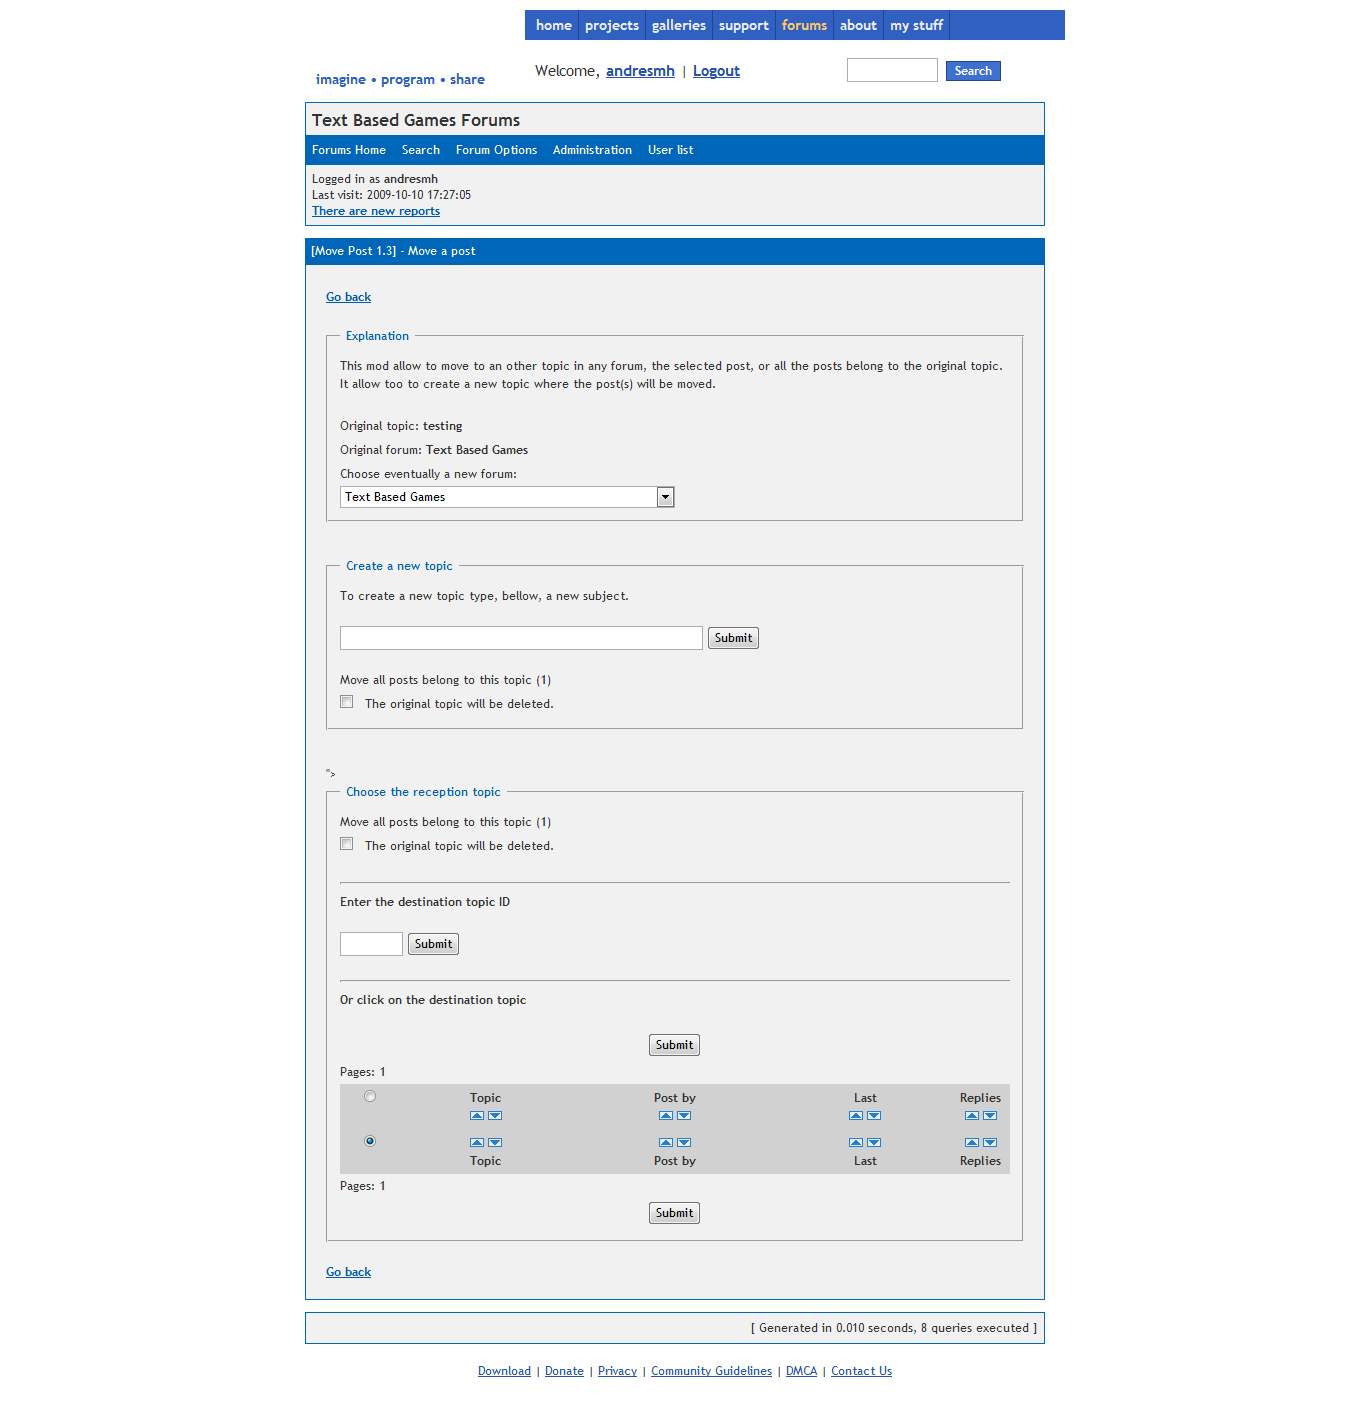 home projects galleries support forums about my stuff
imagine • program • share
Welcome, andresmh | Logout
Search
Text Based Games Forums
Forums Home Search Forum Options Administration User list
Logged in as andresmh
Last visit: 2009-10-10 17:27:05
There are new reports
[Move Post 1.3] - Move a post
Go back
Explanation
This mod allow to move to an other topic in any forum, the selected post, or all the posts belong to the original topic.
It allow too to create a new topic where the post(s) will be moved.
Original topic: testing
Original forum: Text Based Games
Choose eventually a new forum:
Text Based Games
Create a new topic
To create a new topic type, bellow, a new subject.
Submit
Move all posts belong to this topic (1)
The original topic will be deleted.
">
Choose the reception topic
Move all posts belong to this topic (1)
The original topic will be deleted.
Enter the destination topic ID
Submit
Or click on the destination topic
Submit
Pages: 1
Topic Post by Last Replies
Topic Post by Last Replies
Pages: 1
Submit
Go back
[ Generated in 0.010 seconds, 8 queries executed ]
Download | Donate | Privacy | Community Guidelines | DMCA | Contact Us